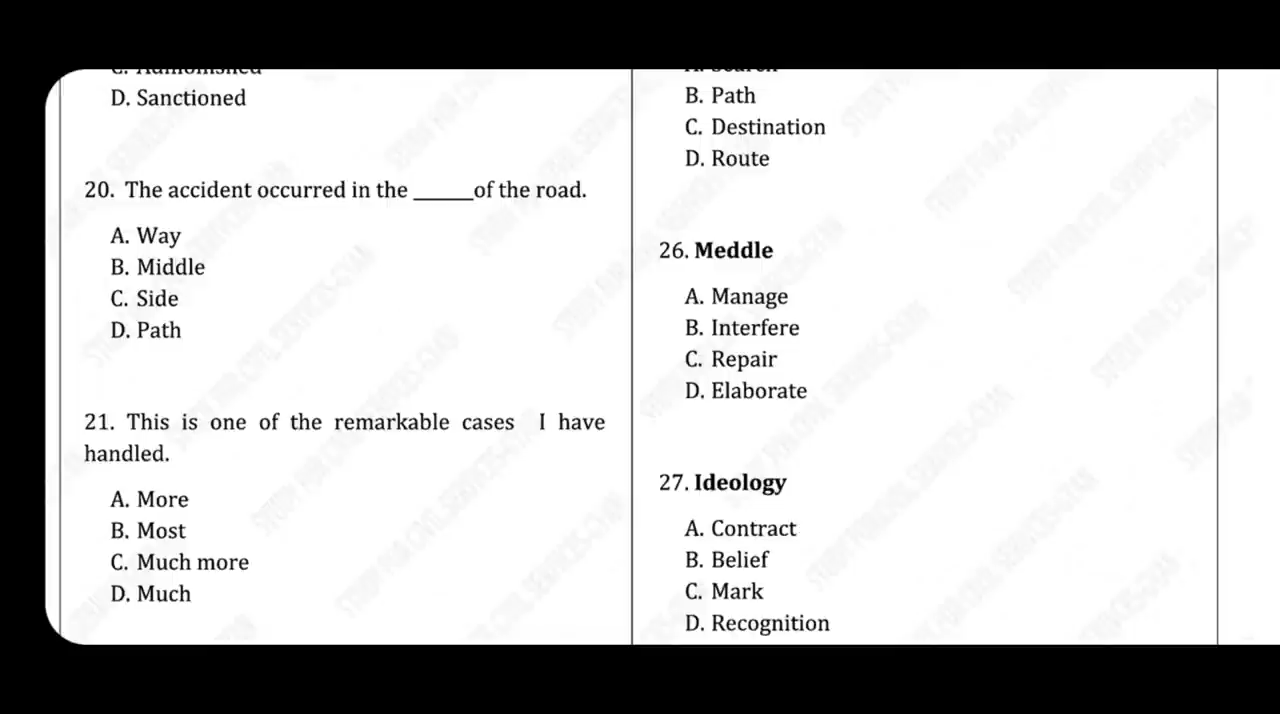 D. Sanctioned
20. The accident occurred in the ______of the road.
A. Way
B. Middle
C. Side
D. Path
21. This is one of the remarkable cases I have
handled.
A. More
B. Most
C. Much more
D. Much
B. Path
C. Destination
D. Route
26. Meddle
A. Manage
B. Interfere
C. Repair
D. Elaborate
27. Ideology
A. Contract
B. Belief
C. Mark
D. Recognition